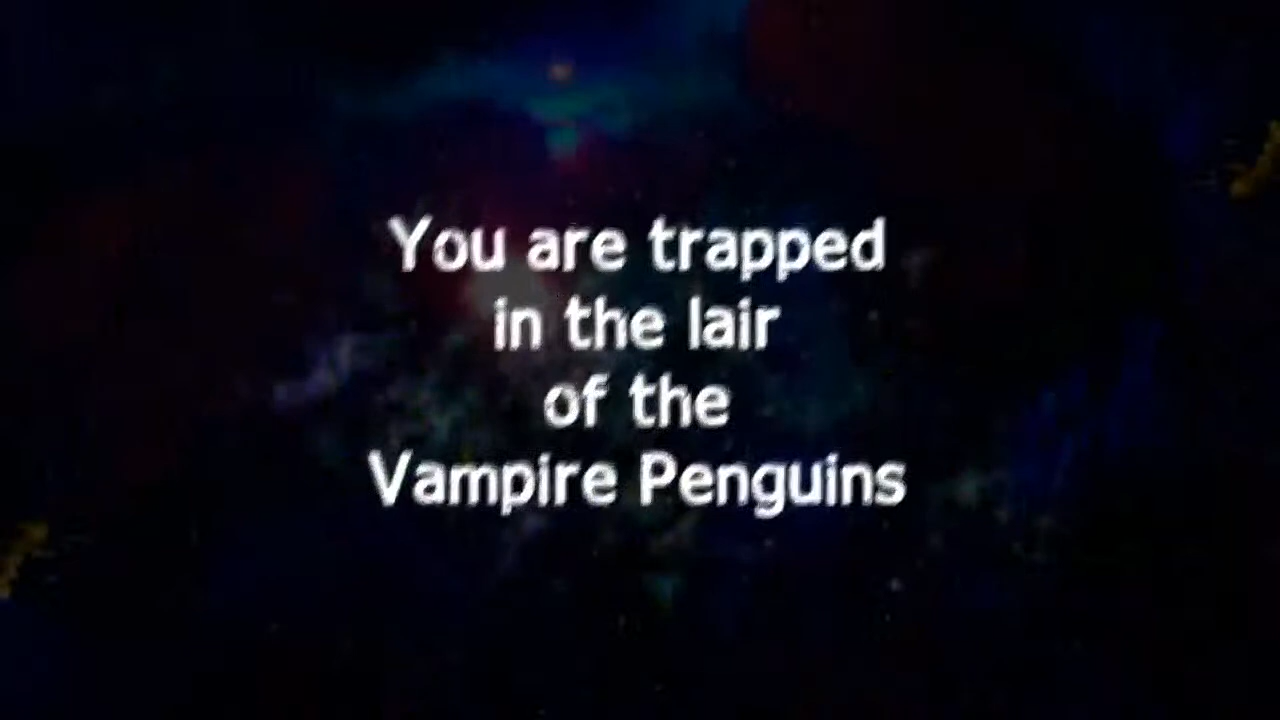 You are trapped
in the lair
of the
Vampire Penguins